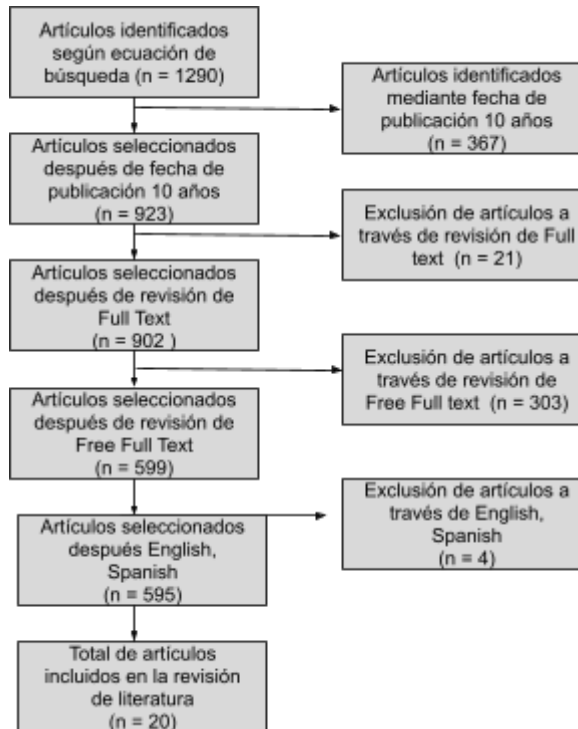 Artículos identificados
según ecuación de
búsqueda (n = 1290)
Artículos identificados
mediante fecha de
publicación 10 años
(n = 367)
Artículos seleccionados
después de fecha de
publicación 10 años
(n = 923)
Exclusión de artículos a
través de revisión de Full
text (n = 21)
Artículos seleccionados
después de revisión de
Full Text
(n = 902 )
Exclusión de artículos a
través de revisión de
Free Full text (n = 303)
Artículos seleccionados
después de revisión de
Free Full Text
(n = 599)
Exclusión de artículos a
través de English,
Spanish
(n = 4)
Artículos seleccionados
después English,
Spanish
(n = 595)
Total de artículos
incluidos en la revisión
de literatura
(n = 20)